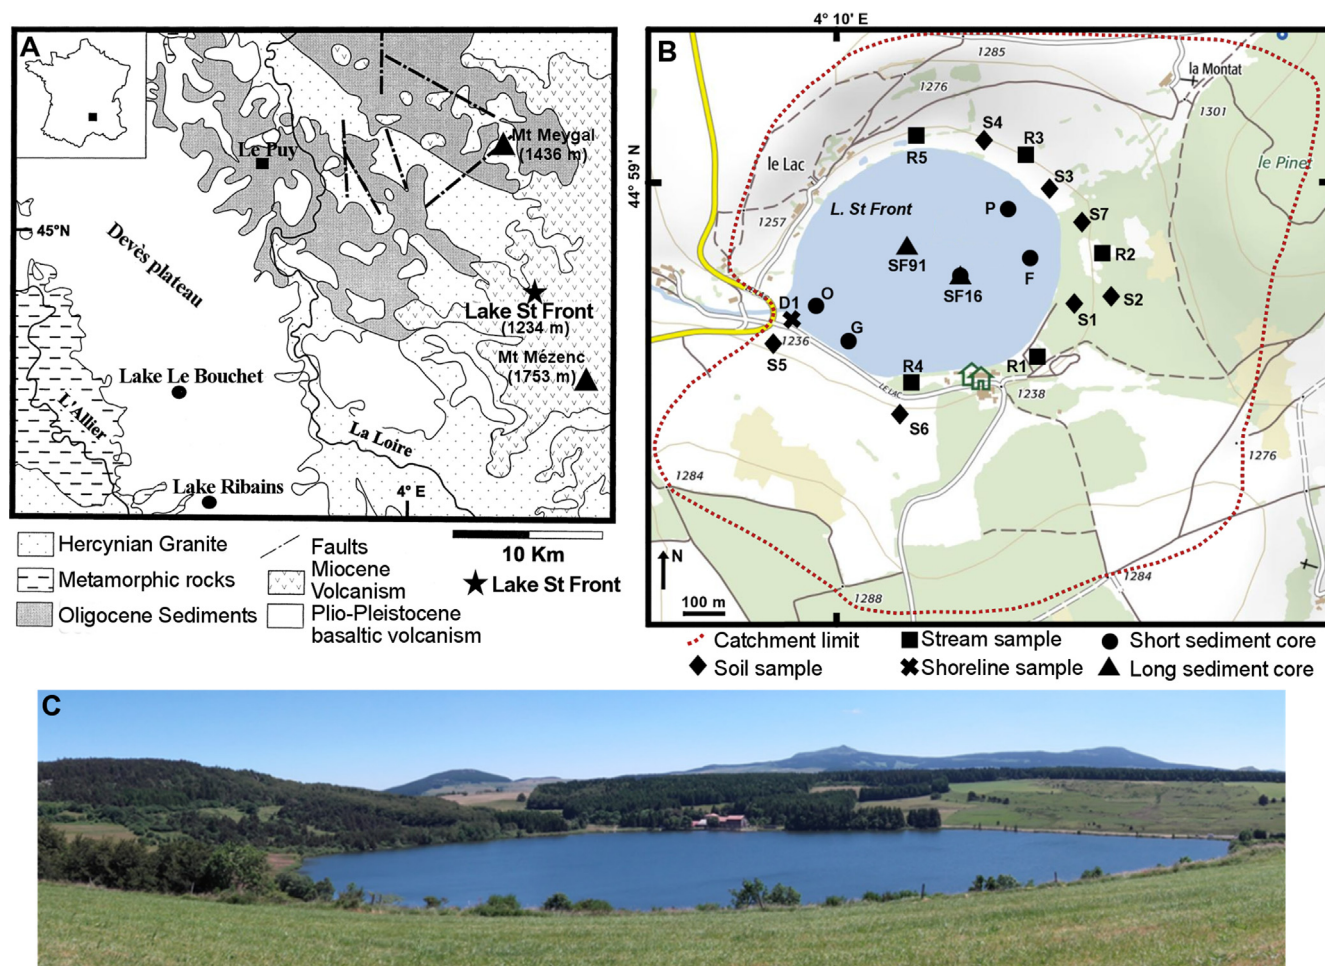 A
Mt Meygal
(1436 m)
Le Puy
45°N
Devès plateau
Lake St Front
(1234 m)
Mt Mézenc
(1753 m)
Lake Le Bouchet
L'Allier
La Loire
Lake Ribains
4° E
Hercynian Granite
Metamorphic rocks
Oligocene Sediments
Faults
Miocene
Volcanism
Plio-Pleistocene
basaltic volcanism
10 Km
Lake St Front
B
4° 10' E
44° 59' N
1285
1276
la Montat
1301
le Pine
le Lac
1257
S4
R3
R5
S3
P
S7
L. St Front
R2
SF91
F
SF16
S2
S1
D1
O
G
1236
S5
R4
R1
LE LAC
1238
S6
1276
1284
1284
1288
N
100 m
Catchment limit
Stream sample
Short sediment core
Soil sample
Shoreline sample
Long sediment core
C